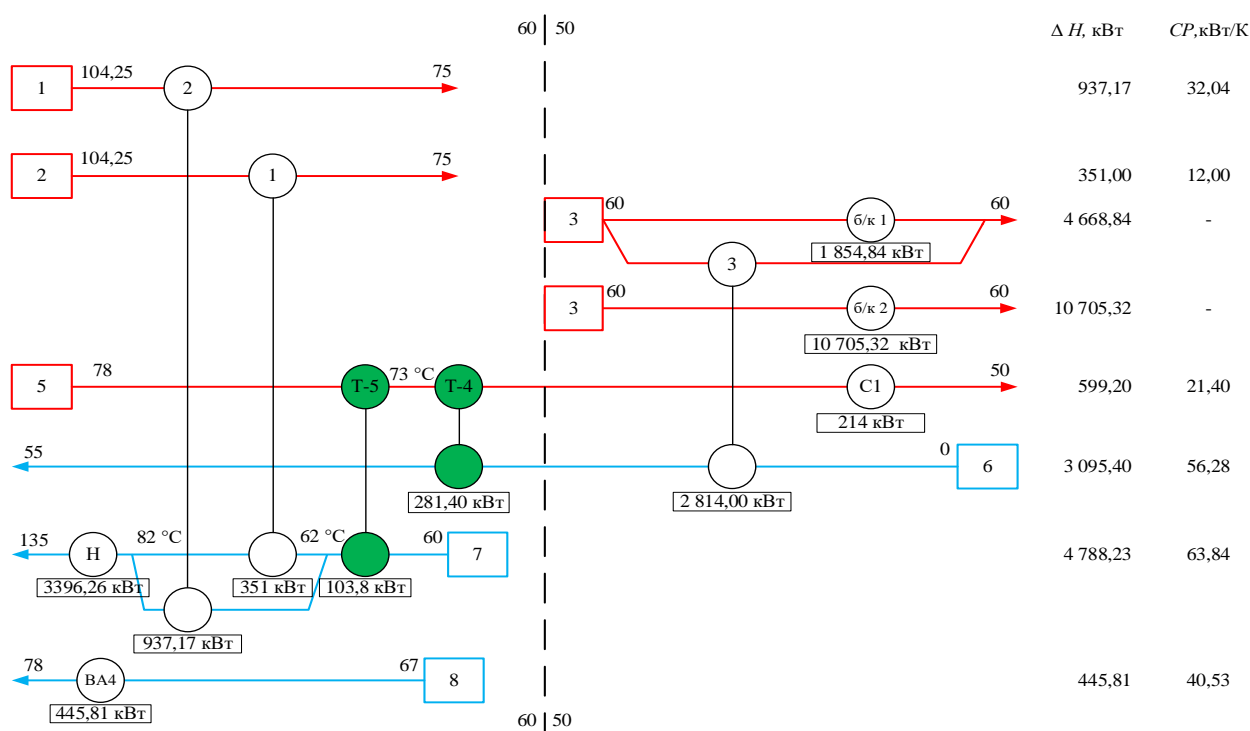 60 50 Δ H, кВт CP,кВт/К
1 104,25 2 75 937,17 32,04
2 104,25 1 75 351,00 12,00
3 60 б/к 1 60 4 668,84 -
1 854,84 кВт
3
3 60 б/к 2 60 10 705,32 -
10 705,32 кВт
5 78 Т-5 73 °C Т-4 С1 50 599,20 21,40
214 кВт
55 0 6 3 095,40 56,28
281,40 кВт 2 814,00 кВт
135 Н 82 °C 62 °C 60 7 4 788,23 63,84
3396,26 кВт 351 кВт 103,8 кВт
937,17 кВт
78 ВА4 67 8 445,81 40,53
445,81 кВт
60 50